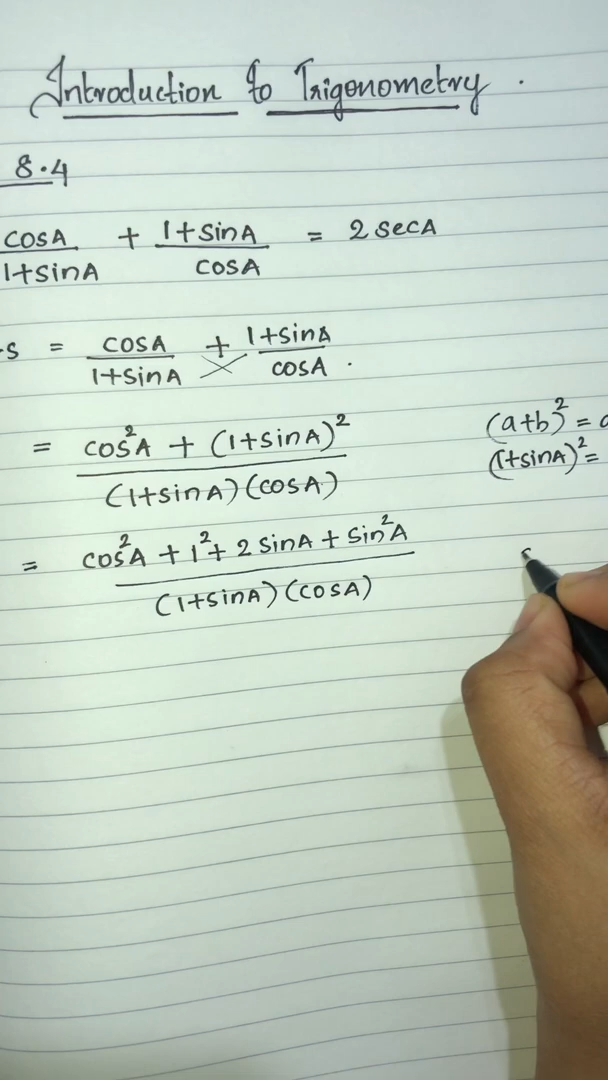 Introduction to Trigonometry.
8.4
cosA/1+sinA + 1+sinA/cosA = 2 secA
-s = cosA/1+sinA + 1+sinA/cosA.
= cos²A + (1+sinA)²/(1+sinA)(cosA)
(a+b)² =
(1+sinA)² =
= cos²A + 1² + 2 sinA + sin²A/(1+sinA)(cosA)